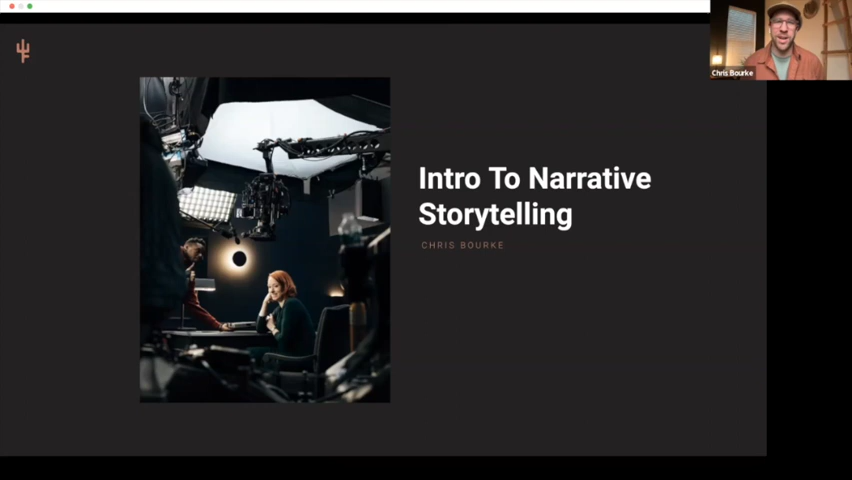 Intro To Narrative
Storytelling
CHRIS BOURKE
Chris Bourke